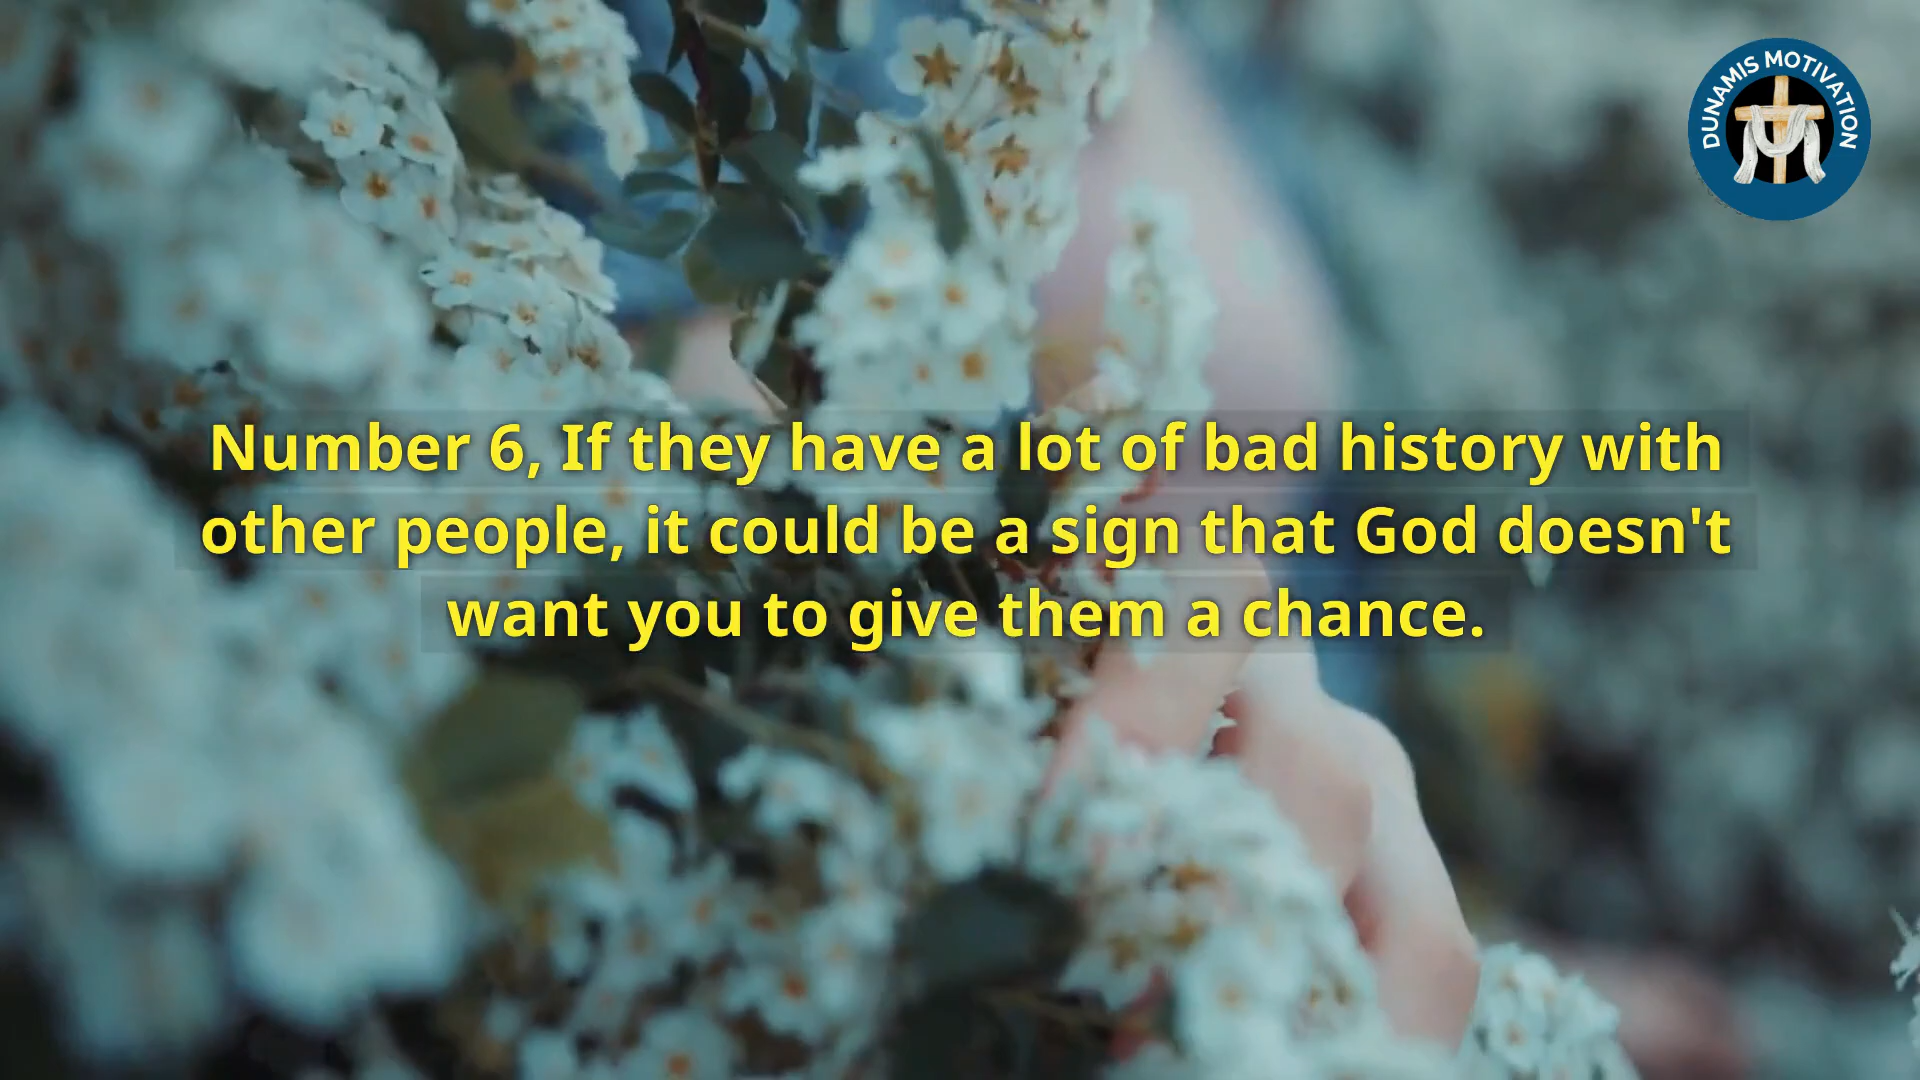 DUNAMIS MOTIVATION
Number 6, If they have a lot of bad history with
other people, it could be a sign that God doesn't
want you to give them a chance.